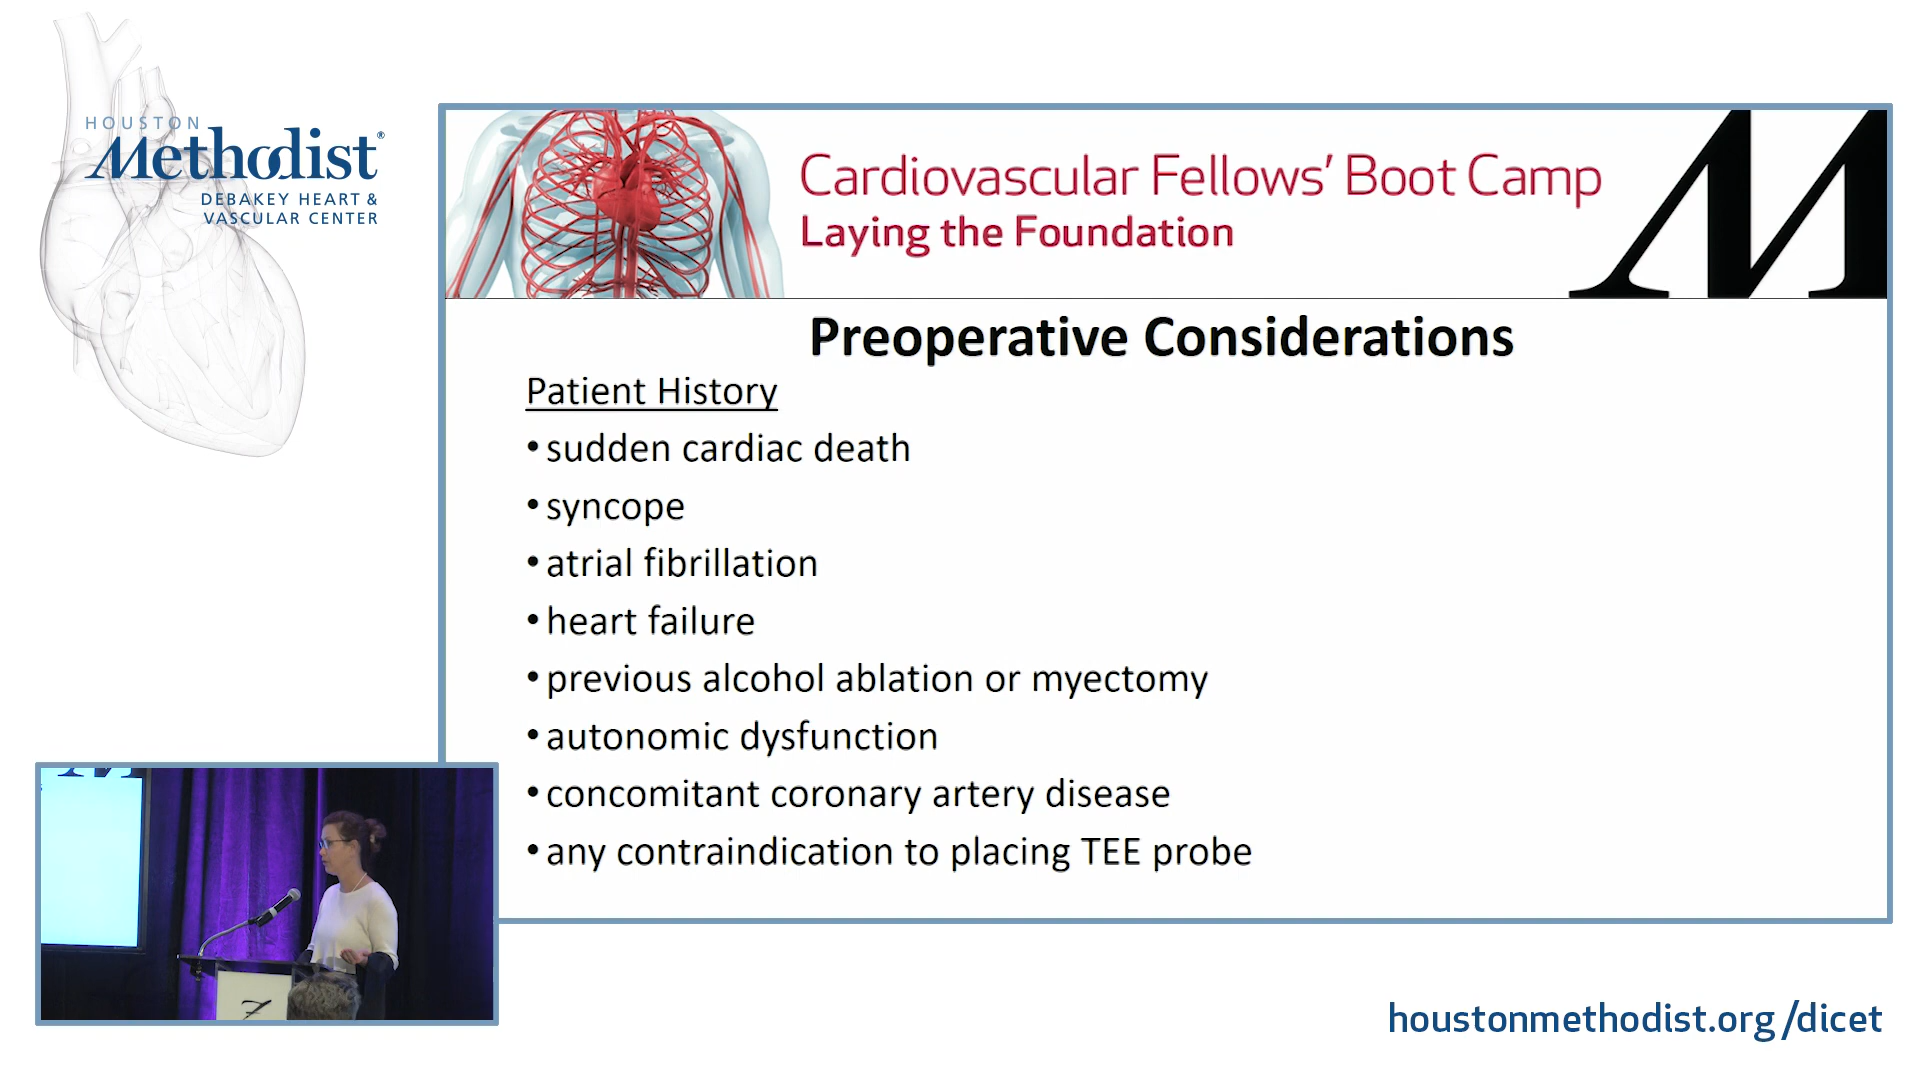 HOUSTON
Methodist®
DEBAKEY HEART &
VASCULAR CENTER
Cardiovascular Fellows' Boot Camp
Laying the Foundation
M
Preoperative Considerations
Patient History
• sudden cardiac death
• syncope
• atrial fibrillation
• heart failure
• previous alcohol ablation or myectomy
• autonomic dysfunction
• concomitant coronary artery disease
• any contraindication to placing TEE probe
houstonmethodist.org/dicet